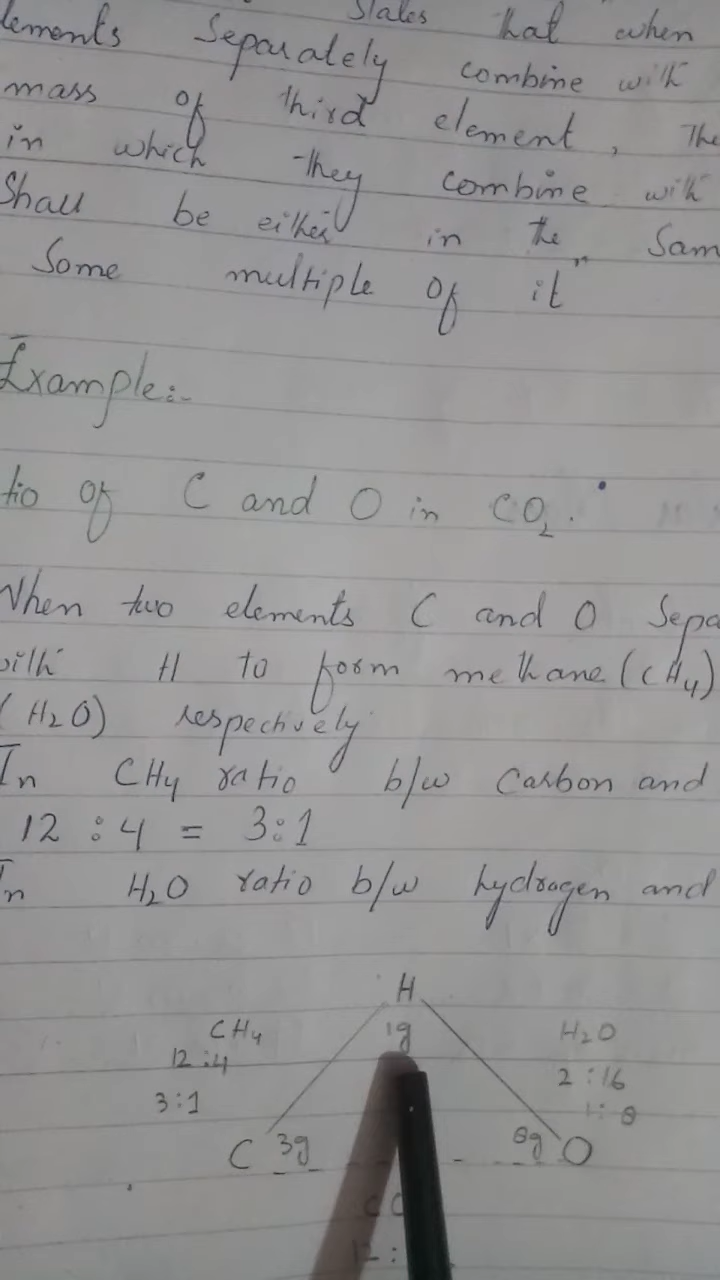 States that when
lements separately combine with
mass of third element, The
in which they combine with
Shall be either in the Sam
Some multiple of it"
Example:-
tio of C and O in CO₂.
When two elements C and O Sepa
with H to form methane (CH₄)
(H₂O) respectively
In CH₄ ratio b/w Carbon and
12 : 4 = 3:1
In H₂O ratio b/w hydrogen and
H
CH₄ 1g H₂O
12:4 2:16
3:1 1:8
C 3g 8g O
12: